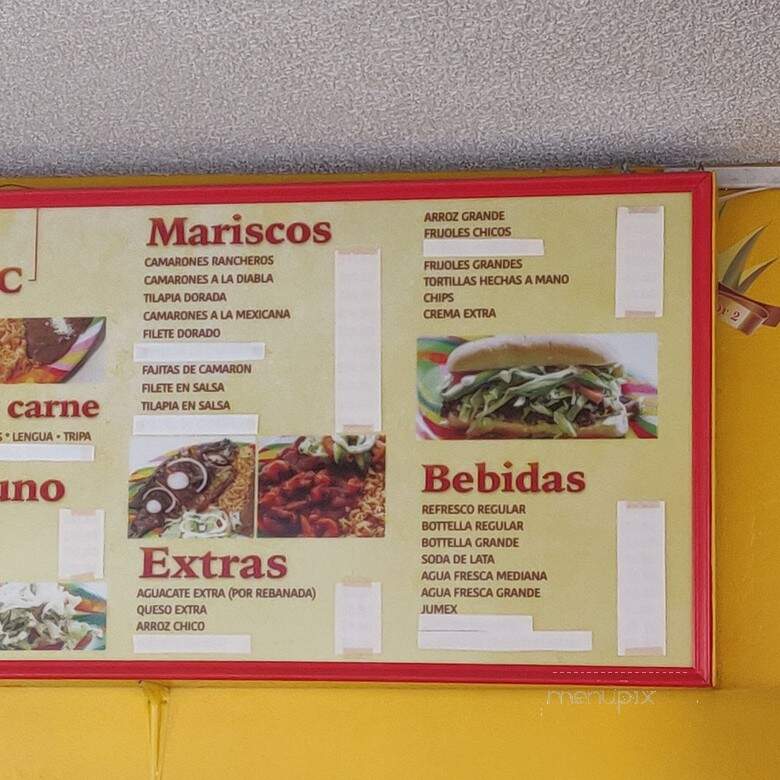 C
carne
S * LENGUA • TRIPA
uno
Mariscos
CAMARONES RANCHEROS
CAMARONES A LA DIABLA
TILAPIA DORADA
CAMARONES A LA MEXICANA
FILETE DORADO
FAJITAS DE CAMARON
FILETE EN SALSA
TILAPIA EN SALSA
Extras
AGUACATE EXTRA (POR REBANADA)
QUESO EXTRA
ARROZ CHICO
ARROZ GRANDE
FRIJOLES CHICOS
FRIJOLES GRANDES
TORTILLAS HECHAS A MANO
CHIPS
CREMA EXTRA
Bebidas
REFRESCO REGULAR
BOTTELLA REGULAR
BOTTELLA GRANDE
SODA DE LATA
AGUA FRESCA MEDIANA
AGUA FRESCA GRANDE
JUMEX
or 2
menupix